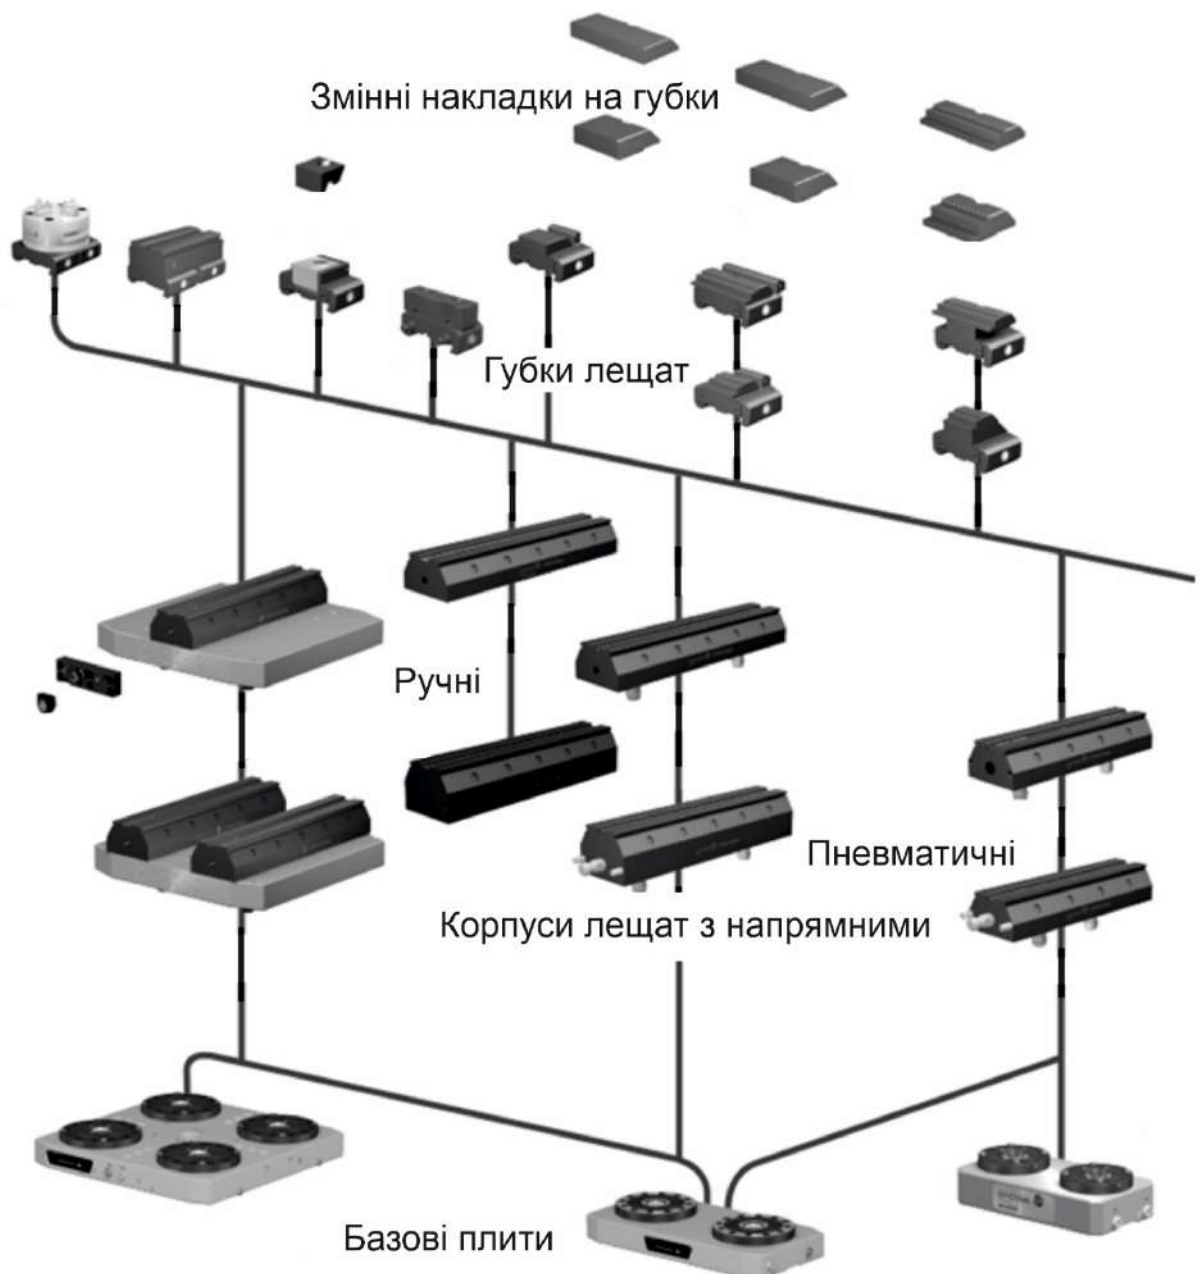 Змінні накладки на губки
Губки лещат
Ручні
Пневматичні
Корпуси лещат з напрямними
Базові плити